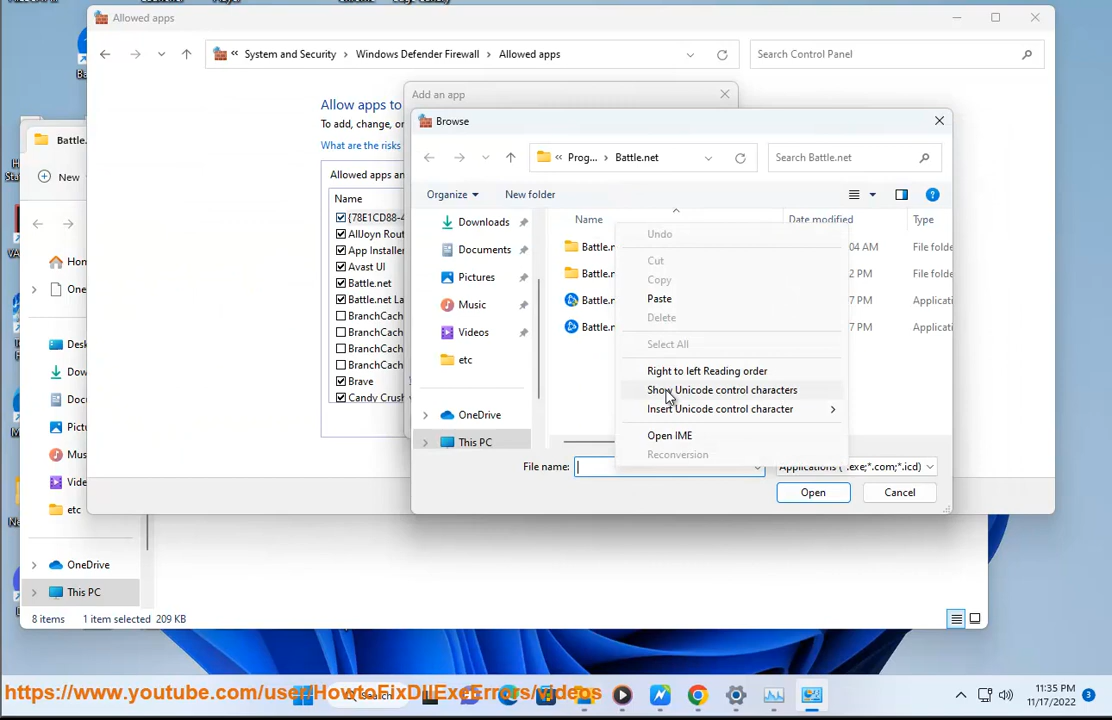 Allowed apps
System and Security > Windows Defender Firewall > Allowed apps
Search Control Panel
Add an app
Allow apps to
To add, change, or
What are the risks
Allowed apps an
Name
{78E1CD88-4
AllJoyn Rout
App Installer
Avast UI
Battle.net
Battle.net La
BranchCach
BranchCach
BranchCach
BranchCach
Brave
Candy Crush
Browse
Prog... > Battle.net
Search Battle.net
Organize
New folder
Downloads
Documents
Pictures
Music
Videos
etc
OneDrive
This PC
Name
Date modified
Type
Battle.n
:04 AM
File folde
Battle.n
2 PM
File folde
Battle.n
7 PM
Applicati
Battle.n
7 PM
Applicati
Undo
Cut
Copy
Paste
Delete
Select All
Right to left Reading order
Show Unicode control characters
Insert Unicode control character
Open IME
Reconversion
File name:
Applications (*.exe;*.com;*.icd)
Open
Cancel
Battle.
New
Hom
One
Desk
Dow
Docu
Pictu
Mus
Vide
etc
OneDrive
This PC
8 items
1 item selected 209 KB
https://www.youtube.com/user/HowtoFixDllExeErrors/videos
Search
11:35 PM
11/17/2022
3